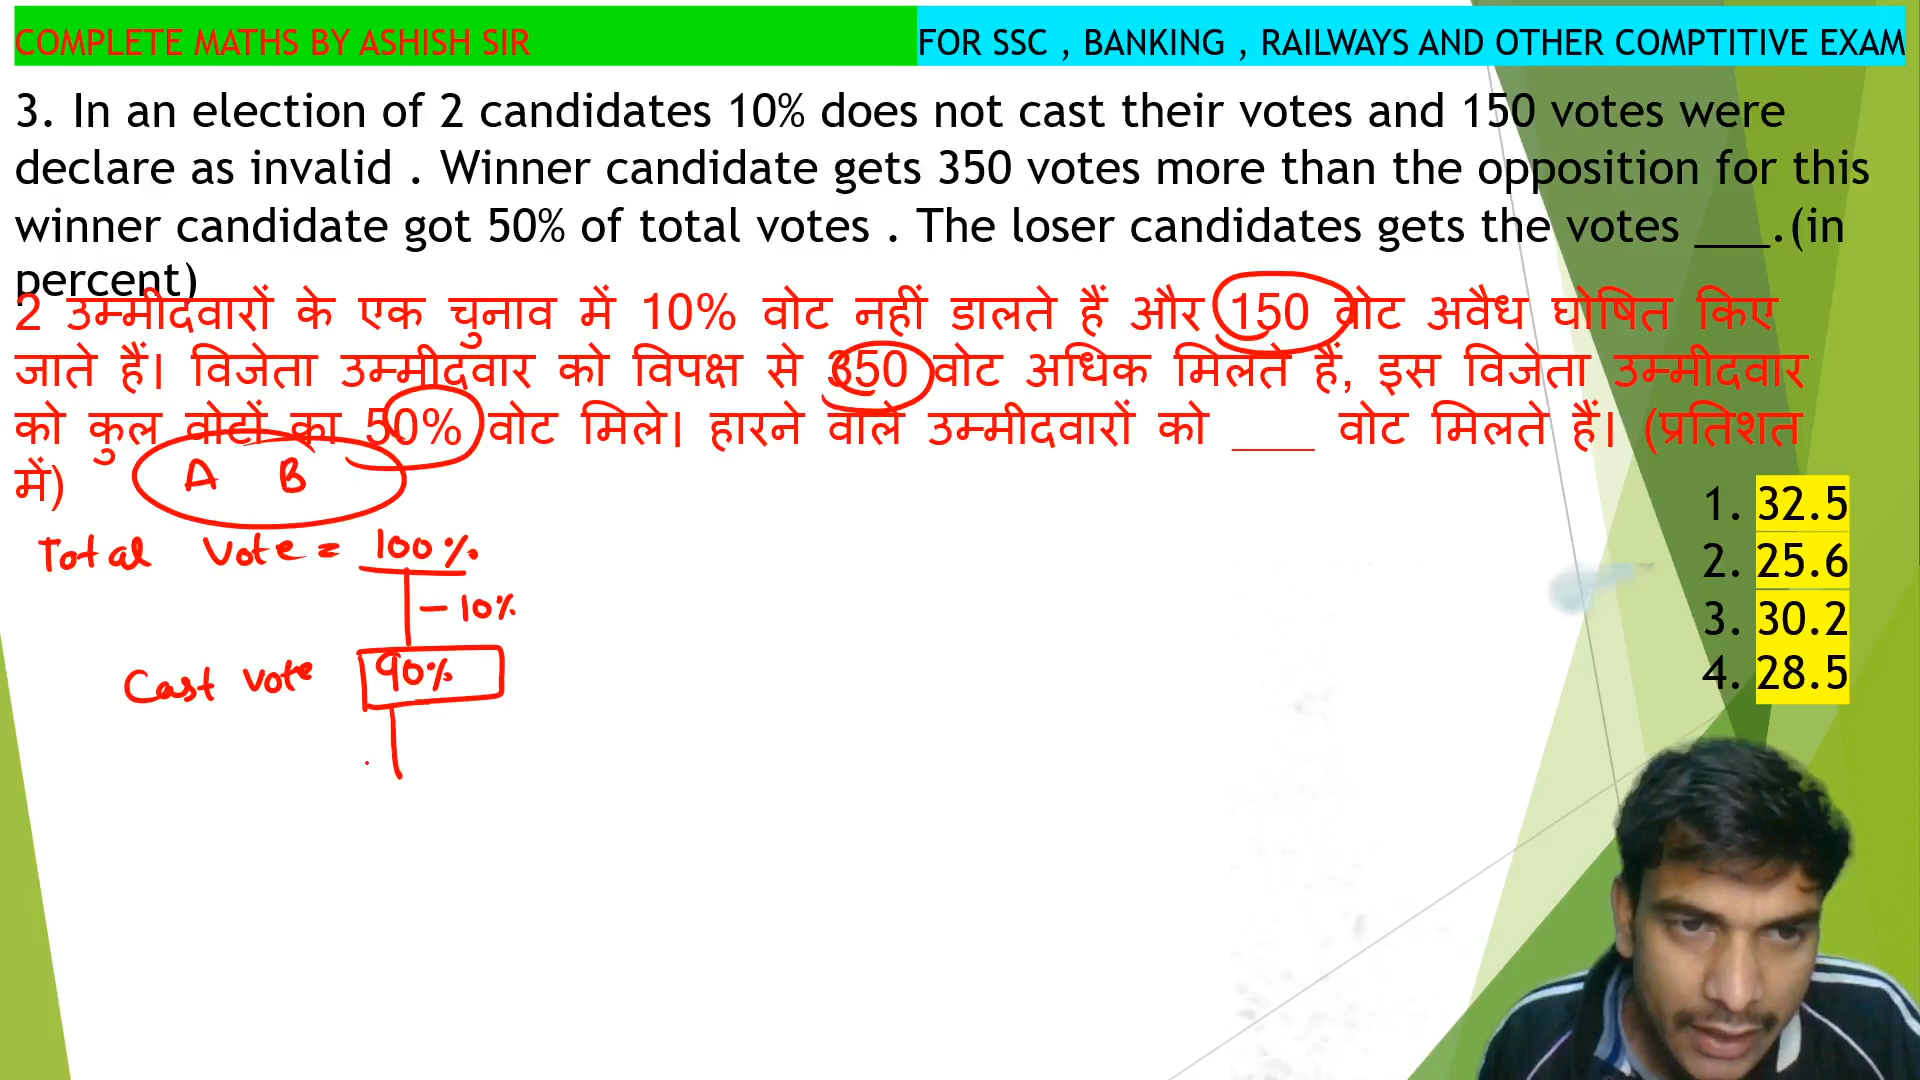 COMPLETE MATHS BY ASHISH SIR
FOR SSC , BANKING , RAILWAYS AND OTHER COMPTITIVE EXAM
3. In an election of 2 candidates 10% does not cast their votes and 150 votes were
declare as invalid . Winner candidate gets 350 votes more than the opposition for this
winner candidate got 50% of total votes . The loser candidates gets the votes ___.(in
percent)
2 उम्मीदवारों के एक चुनाव में 10% वोट नहीं डालते हैं और 150 वोट अवैध घोषित किए
जाते हैं। विजेता उम्मीदवार को विपक्ष से 350 वोट अधिक मिलते हैं, इस विजेता उम्मीदवार
को कुल वोटों का 50% वोट मिले। हारने वाले उम्मीदवारों को ___ वोट मिलते हैं। (प्रतिशत
में)
A B
Total Vote = 100%
- 10%
Cast vote 90%
1. 32.5
2. 25.6
3. 30.2
4. 28.5